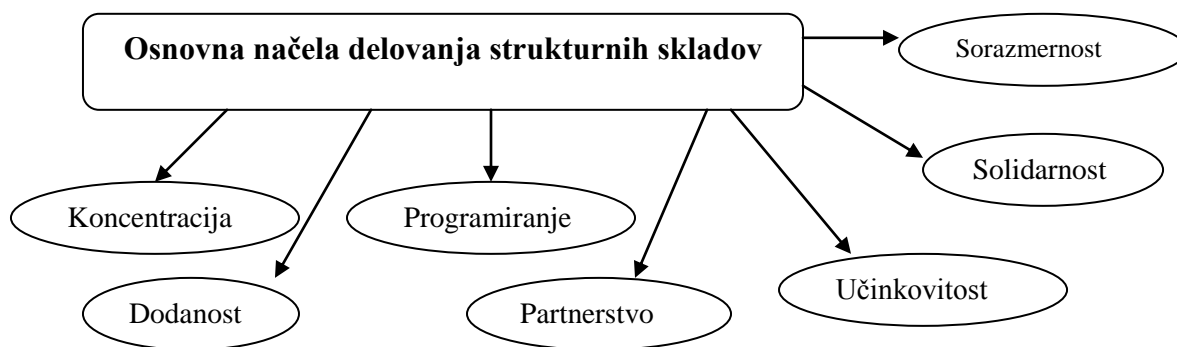 Osnovna načela delovanja strukturnih skladov
Sorazmernost
Solidarnost
Koncentracija
Programiranje
Učinkovitost
Dodanost
Partnerstvo